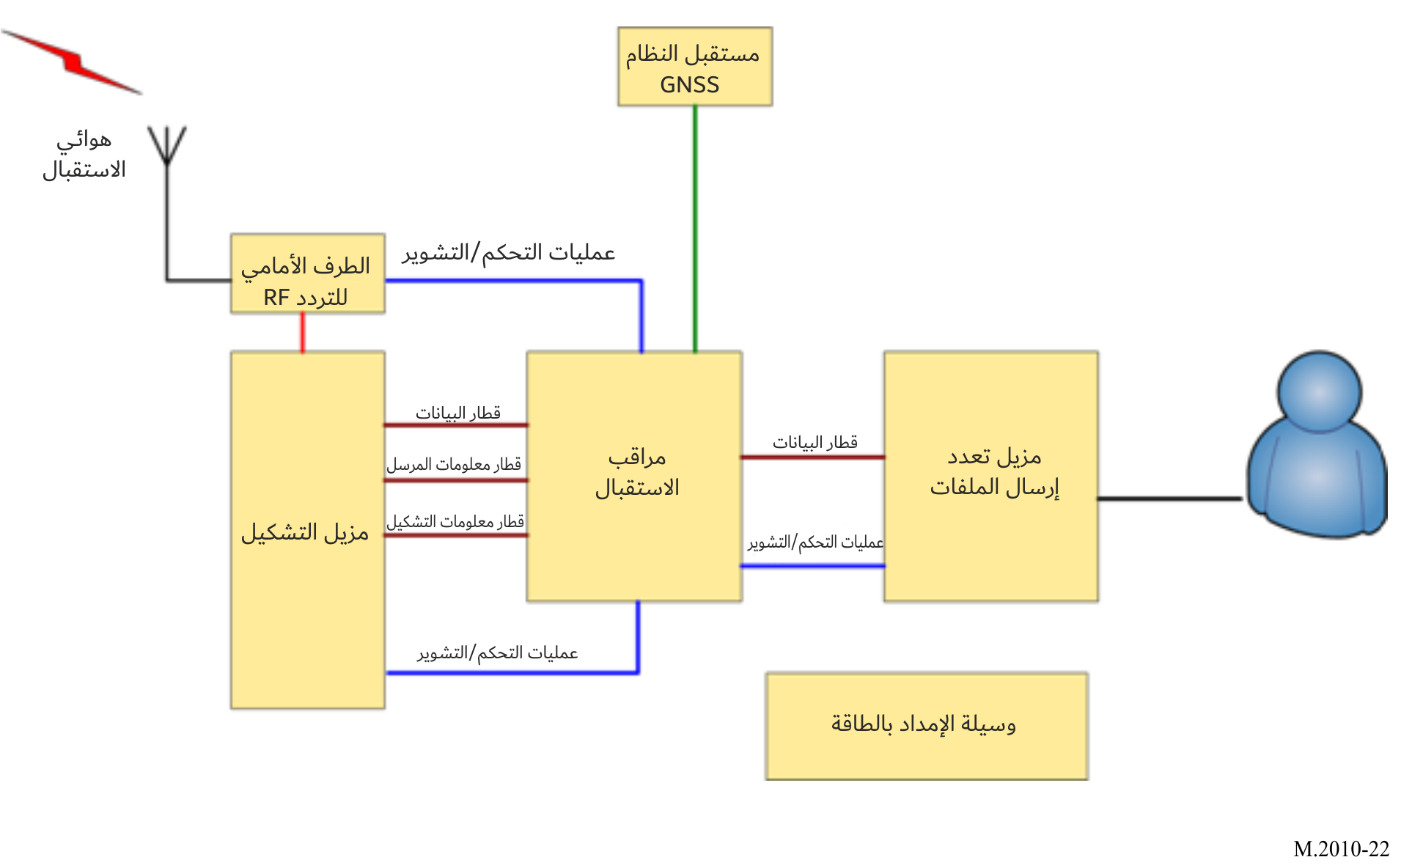 مستقبل النظام
GNSS
هوائي
الاستقبال
عمليات التحكم/التشوير
الطرف الأمامي
للتردد RF
قطار البيانات
قطار معلومات المرسل
قطار معلومات التشكيل
مزيل التشكيل
مراقب
الاستقبال
قطار البيانات
عمليات التحكم/التشوير
مزيل تعدد
إرسال الملفات
عمليات التحكم/التشوير
وسيلة الإمداد بالطاقة
M.2010-22